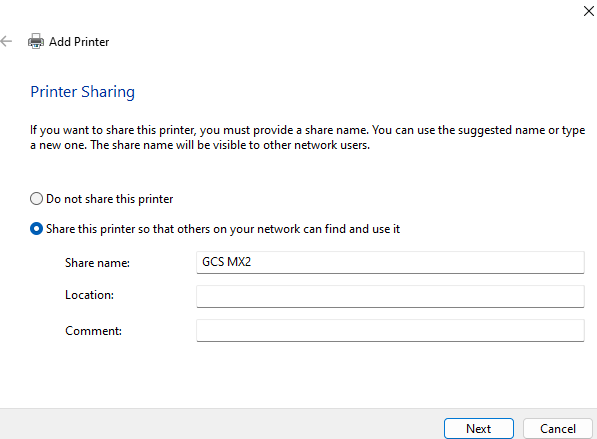 Add Printer
Printer Sharing
If you want to share this printer, you must provide a share name. You can use the suggested name or type
a new one. The share name will be visible to other network users.
Do not share this printer
Share this printer so that others on your network can find and use it
Share name: GCS MX2
Location:
Comment:
Next Cancel